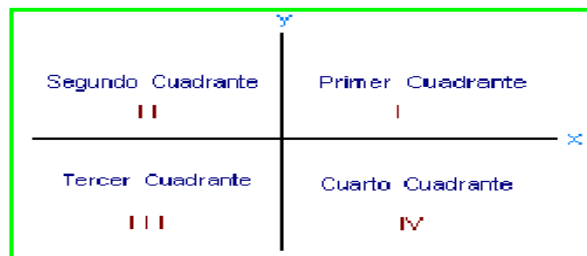 y
Segundo Cuadrante
Primer Cuadrante
II
I
x
Tercer Cuadrante
Cuarto Cuadrante
III
IV